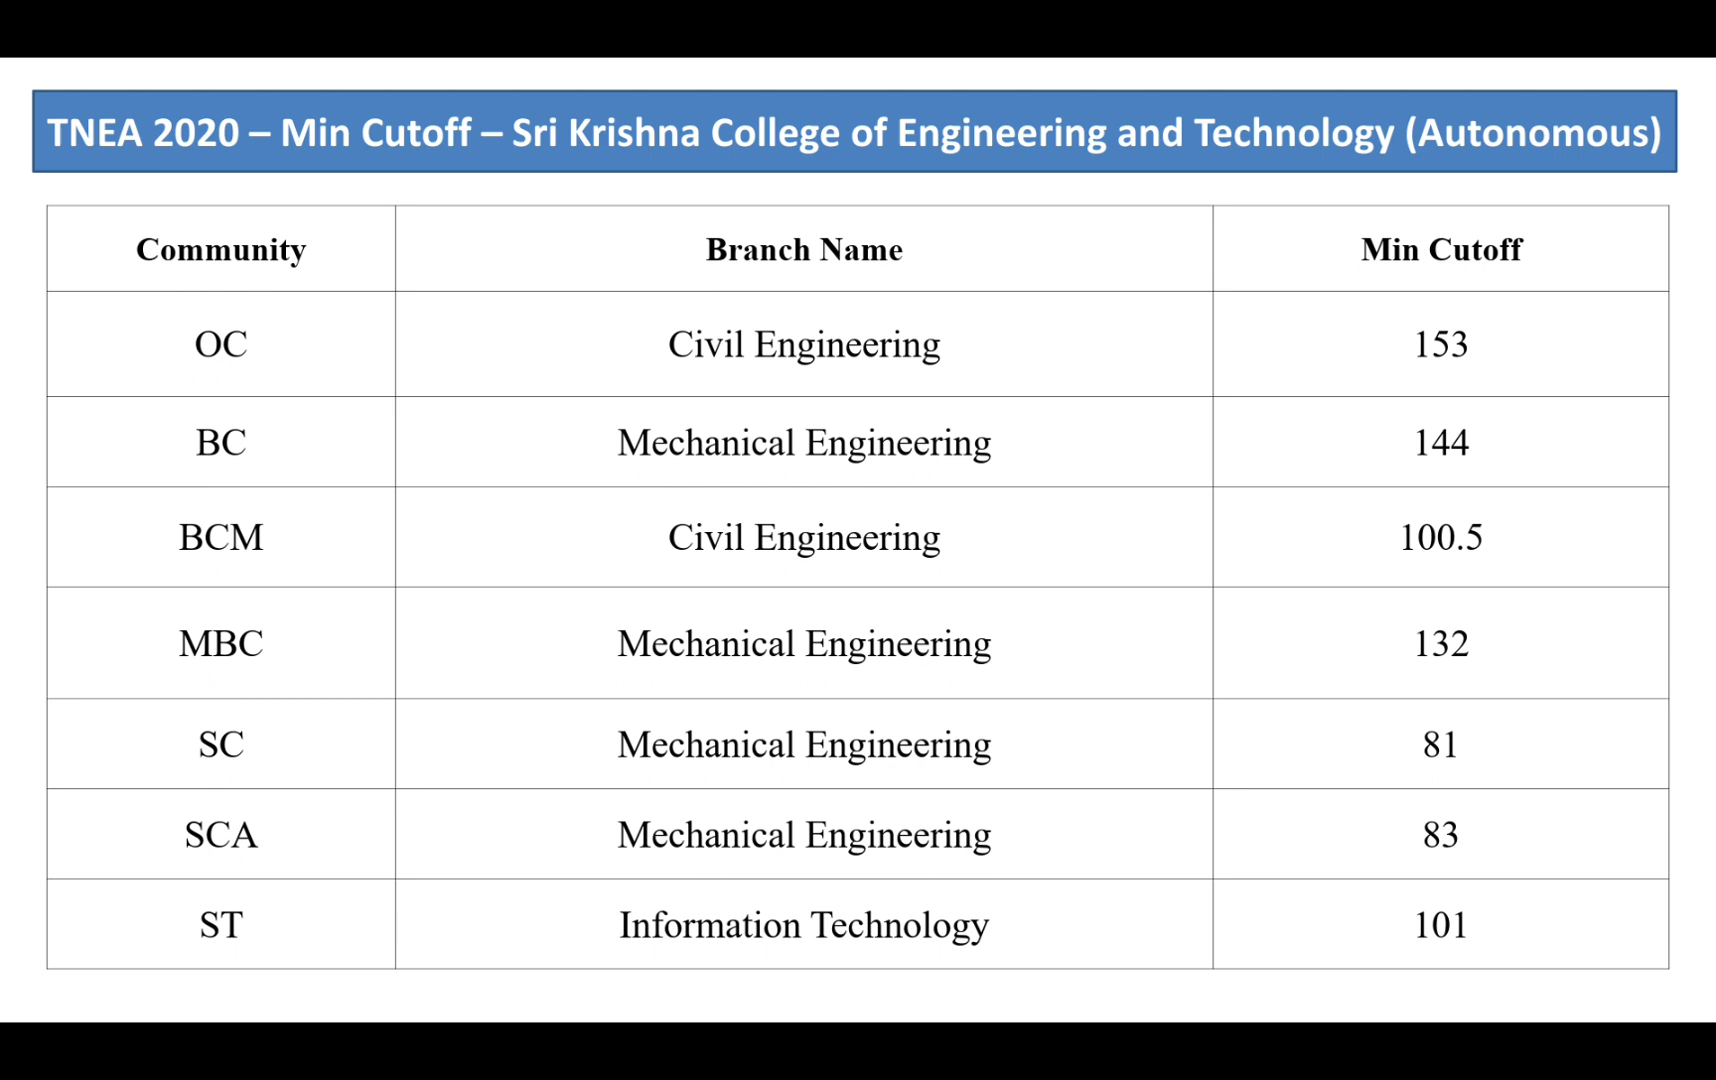 TNEA 2020 – Min Cutoff – Sri Krishna College of Engineering and Technology (Autonomous)
Community Branch Name Min Cutoff
OC Civil Engineering 153
BC Mechanical Engineering 144
BCM Civil Engineering 100.5
MBC Mechanical Engineering 132
SC Mechanical Engineering 81
SCA Mechanical Engineering 83
ST Information Technology 101